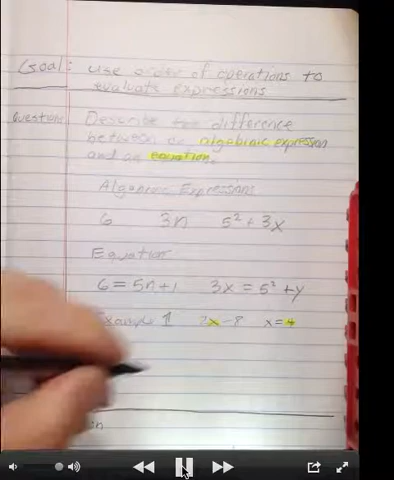 Goal: use order of operations to
evaluate expressions
Question: Describe the difference
between an algebraic expression
and an equation.
Algebraic Expressions
6 3n 5² + 3x
Equation
6 = 5n+1 3x = 5² + y
Example 1 2x - 8 x = 4